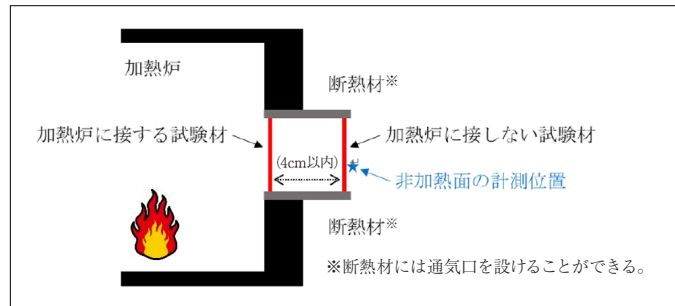 加熱炉
断熱材※
加熱炉に接する試験材
加熱炉に接しない試験材
(4cm以内)
非加熱面の計測位置
断熱材※
※断熱材には通気口を設けることができる。